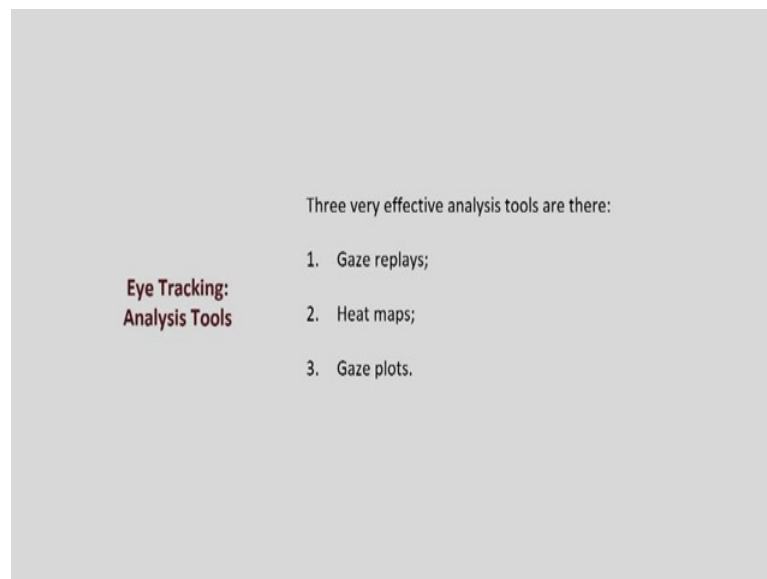 Eye Tracking:
Analysis Tools
Three very effective analysis tools are there:
1. Gaze replays;
2. Heat maps;
3. Gaze plots.